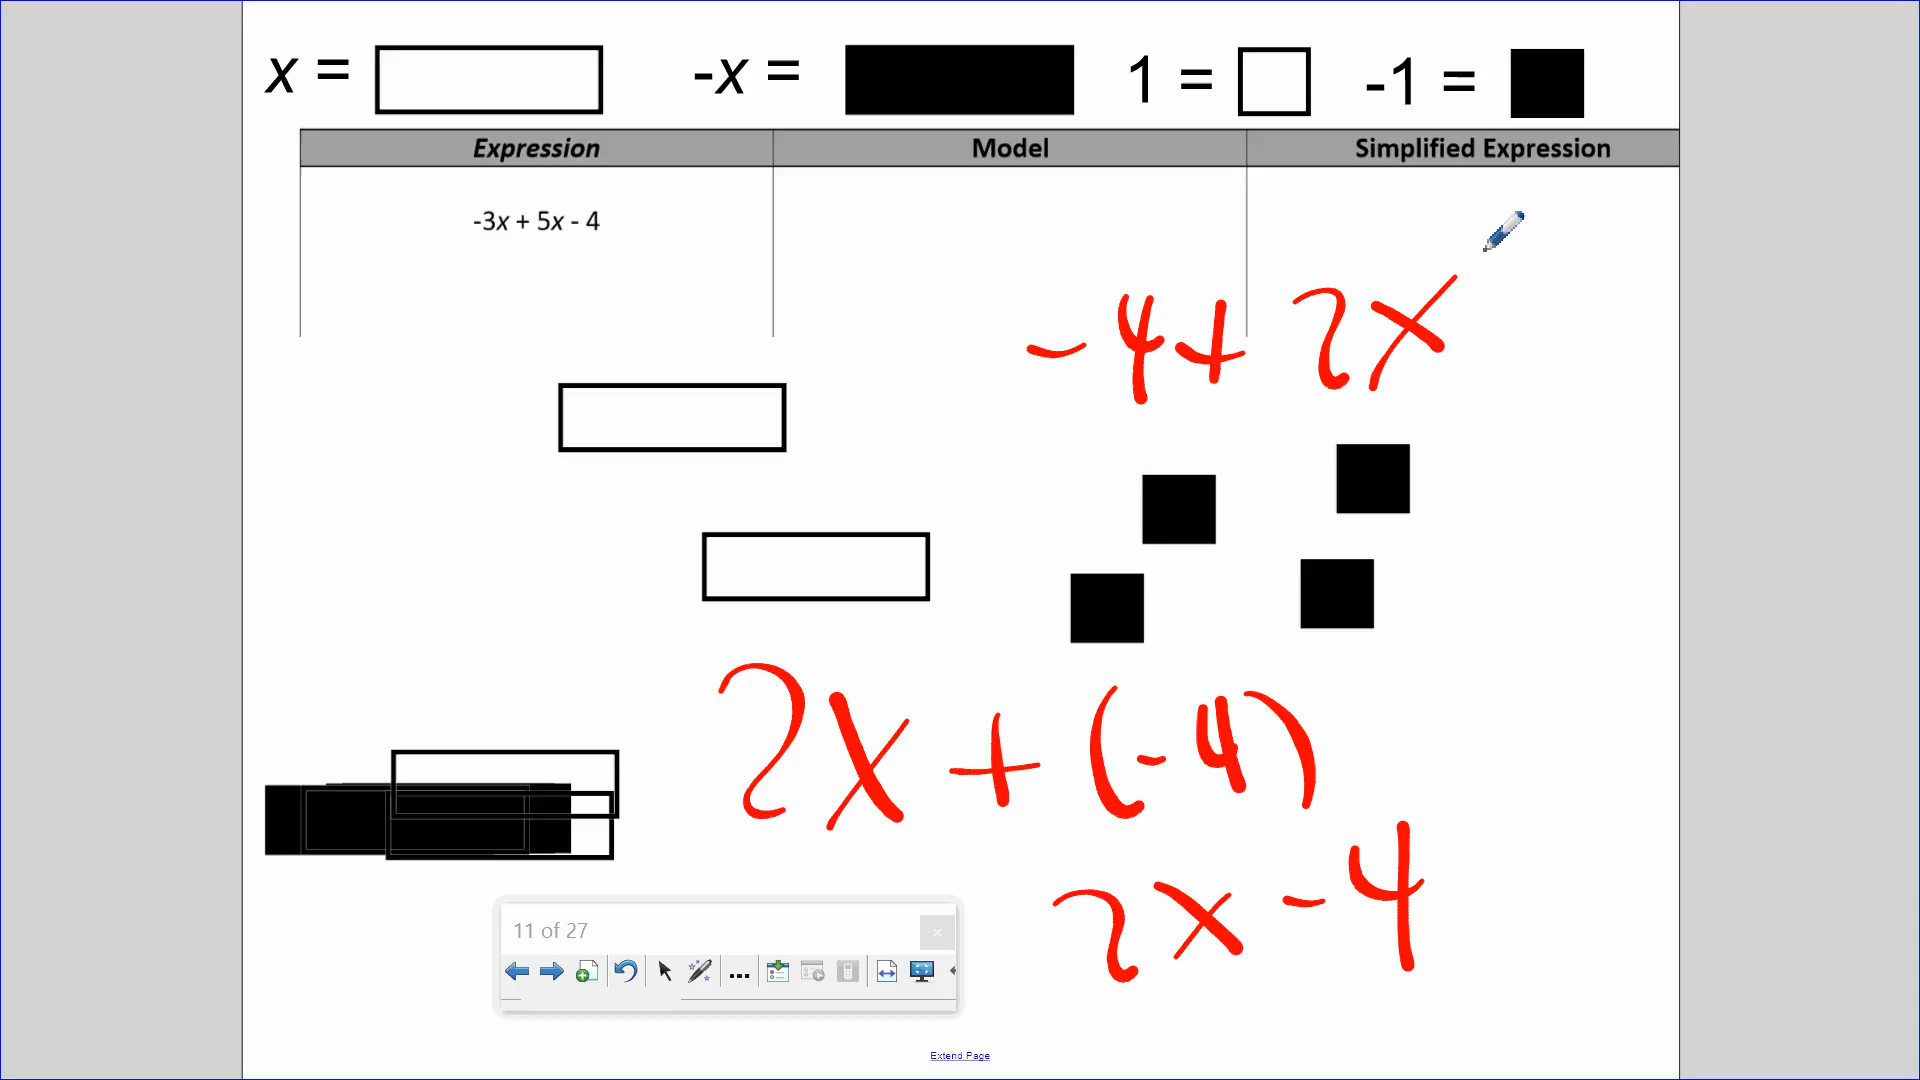 x = -x = 1 = -1 =
Expression Model Simplified Expression
-3x + 5x - 4
-4 + 2x
2x + (-4)
2x - 4
11 of 27
Extend Page